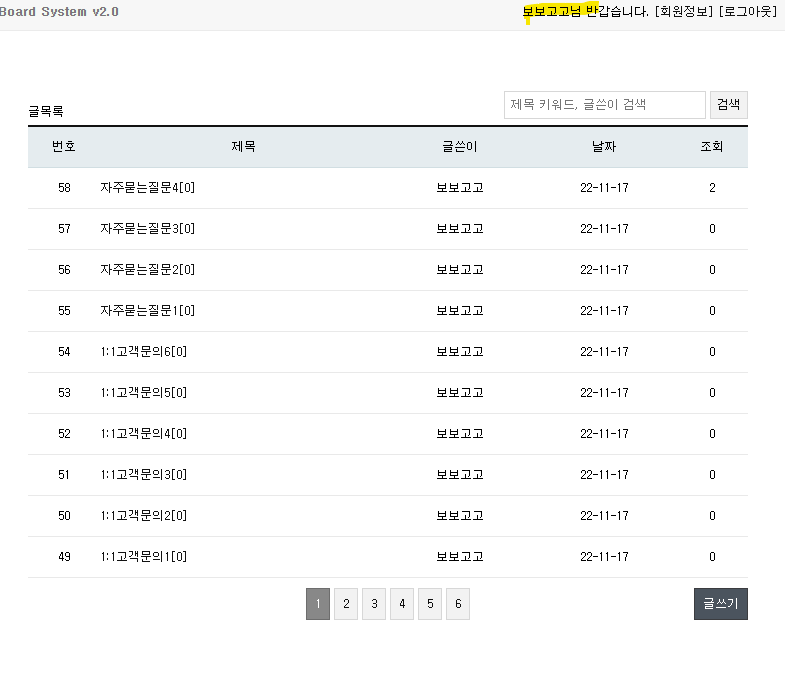 Board System v2.0 보보고고님 반갑습니다. [회원정보] [로그아웃]
제목 키워드, 글쓴이 검색 검색
글목록
번호 제목 글쓴이 날짜 조회
58 자주묻는질문4[0] 보보고고 22-11-17 2
57 자주묻는질문3[0] 보보고고 22-11-17 0
56 자주묻는질문2[0] 보보고고 22-11-17 0
55 자주묻는질문1[0] 보보고고 22-11-17 0
54 1:1고객문의6[0] 보보고고 22-11-17 0
53 1:1고객문의5[0] 보보고고 22-11-17 0
52 1:1고객문의4[0] 보보고고 22-11-17 0
51 1:1고객문의3[0] 보보고고 22-11-17 0
50 1:1고객문의2[0] 보보고고 22-11-17 0
49 1:1고객문의1[0] 보보고고 22-11-17 0
1 2 3 4 5 6 글쓰기